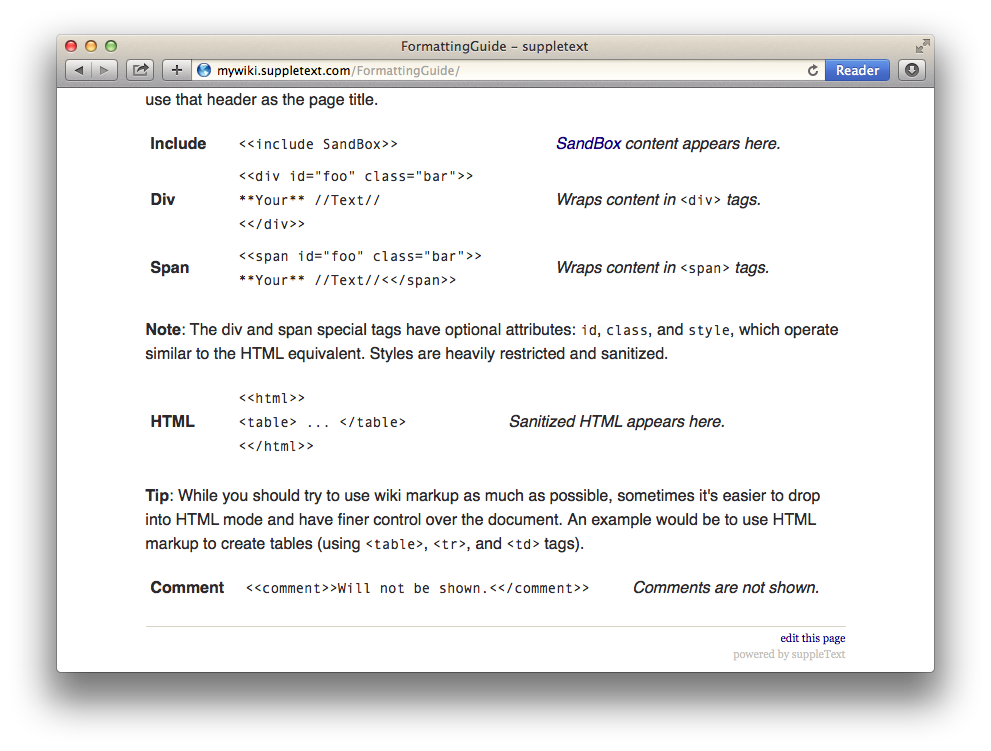 FormattingGuide – suppletext
mywiki.suppletext.com/FormattingGuide/
Reader
use that header as the page title.
Include <<include SandBox>> SandBox content appears here.
<<div id="foo" class="bar">>
Div **Your** //Text// Wraps content in <div> tags.
<</div>>
<<span id="foo" class="bar">>
Span Wraps content in <span> tags.
**Your** //Text//<</span>>
Note: The div and span special tags have optional attributes: id, class, and style, which operate
similar to the HTML equivalent. Styles are heavily restricted and sanitized.
<<html>>
HTML <table> ... </table> Sanitized HTML appears here.
<</html>>
Tip: While you should try to use wiki markup as much as possible, sometimes it's easier to drop
into HTML mode and have finer control over the document. An example would be to use HTML
markup to create tables (using <table>, <tr>, and <td> tags).
Comment <<comment>>Will not be shown.<</comment>> Comments are not shown.
edit this page
powered by suppleText